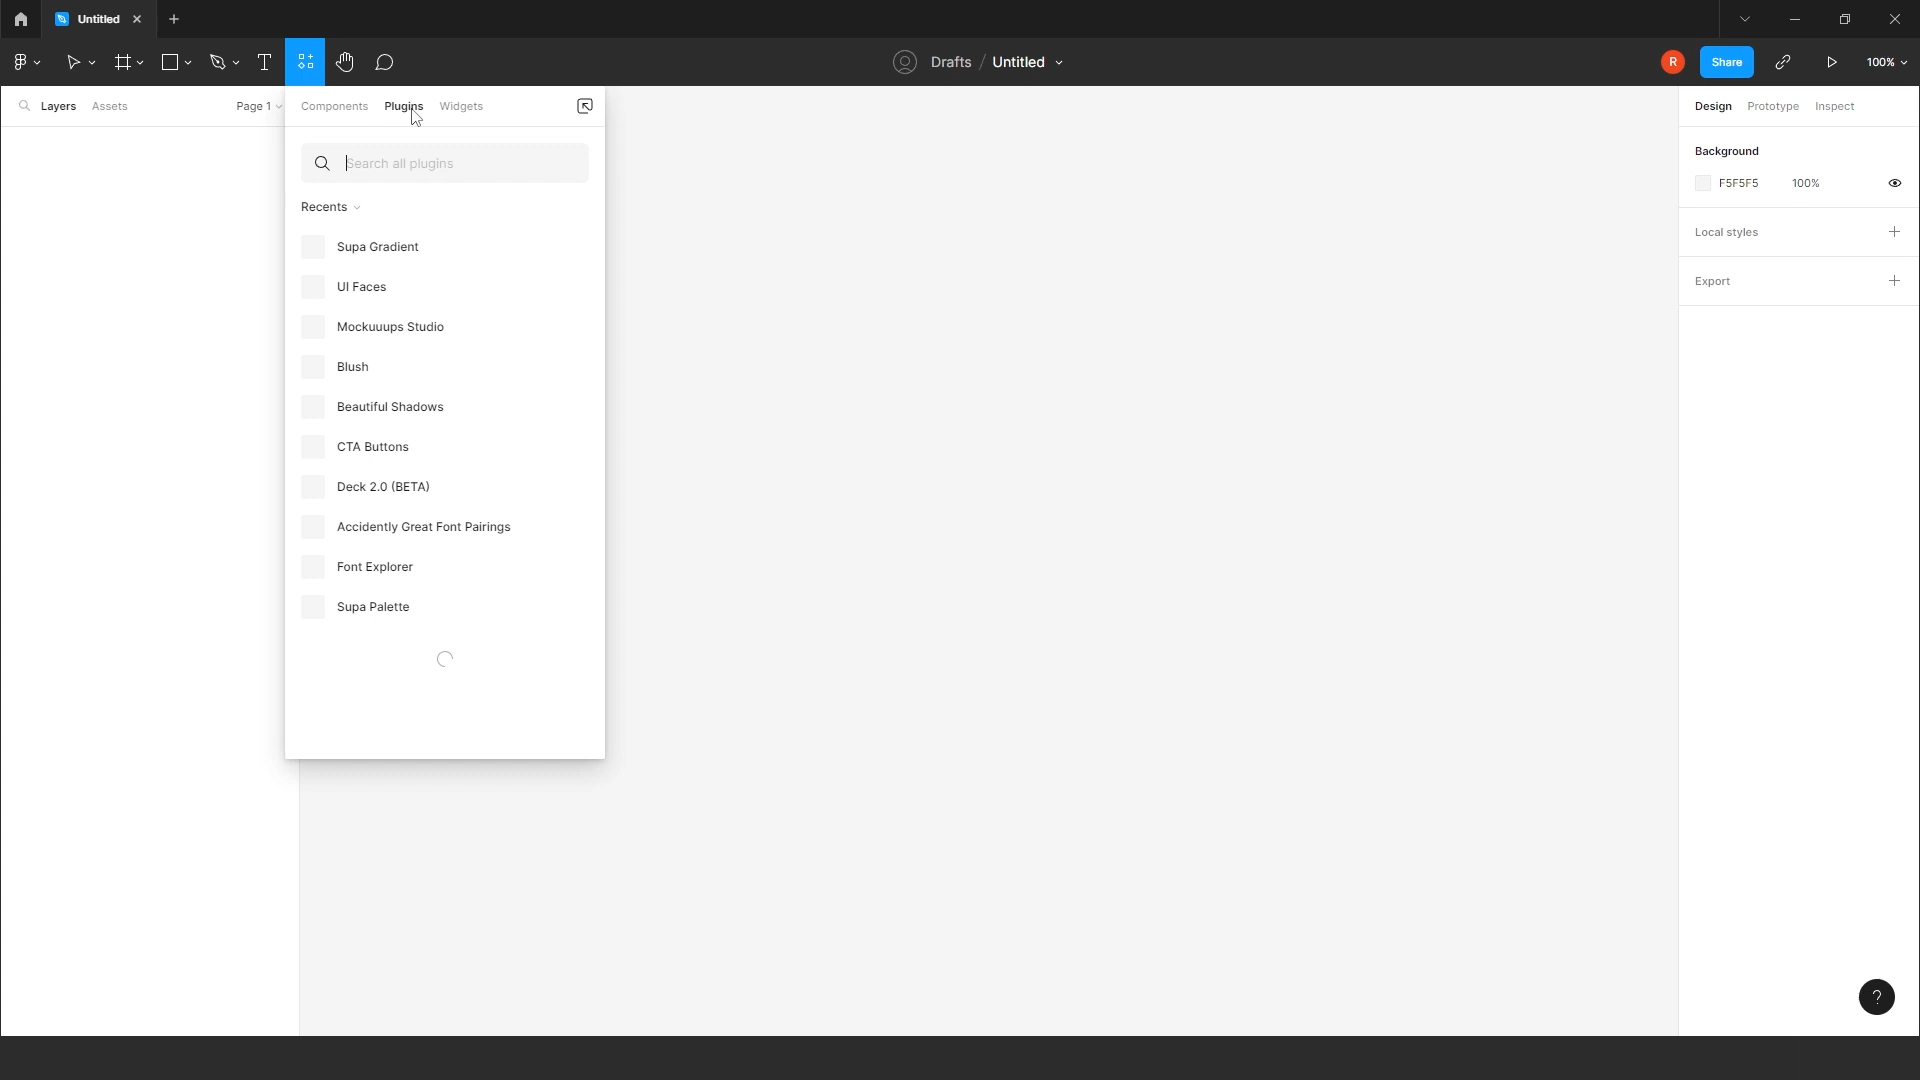 Untitled
Drafts / Untitled
R
Share
100%
Layers
Assets
Page 1
Components
Plugins
Widgets
Design
Prototype
Inspect
Search all plugins
Recents
Supa Gradient
UI Faces
Mockuuups Studio
Blush
Beautiful Shadows
CTA Buttons
Deck 2.0 (BETA)
Accidently Great Font Pairings
Font Explorer
Supa Palette
Background
F5F5F5 100%
Local styles
Export
?